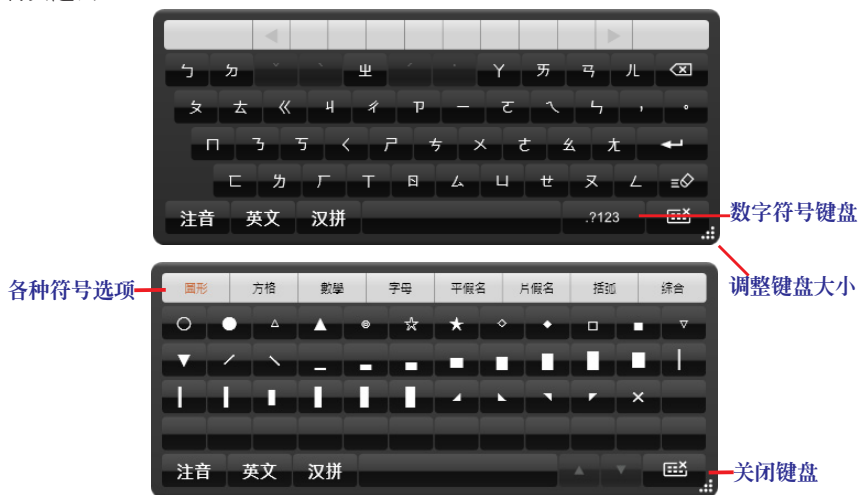 ㄅ ㄉ ˇ ˋ ㄓ ˊ ˙ ㄚ ㄞ ㄢ ㄦ
ㄆ ㄊ ㄍ ㄐ ㄔ ㄗ ㄧ ㄛ ㄟ ㄣ , 。
ㄇ ㄋ ㄎ ㄑ ㄕ ㄘ ㄨ ㄜ ㄠ ㄤ
ㄈ ㄌ ㄏ ㄒ ㄖ ㄙ ㄩ ㄝ ㄡ ㄥ
注音 英文 汉拼 .?123
数字符号键盘
调整键盘大小
各种符号选项
圖形 方格 數學 字母 平假名 片假名 括弧 綜合
○ ● △ ▲ ◎ ☆ ★ ◇ ◆ □ ■ ▽
▼ ╱ ╲ ▁ ▂ ▃ ▄ ▅ ▆ ▇ █ ▏
▎ ▍ ▌ ▋ ▊ ▉ ◢ ◣ ◥ ◤ ✕
注音 英文 汉拼 ▲ ▼
关闭键盘